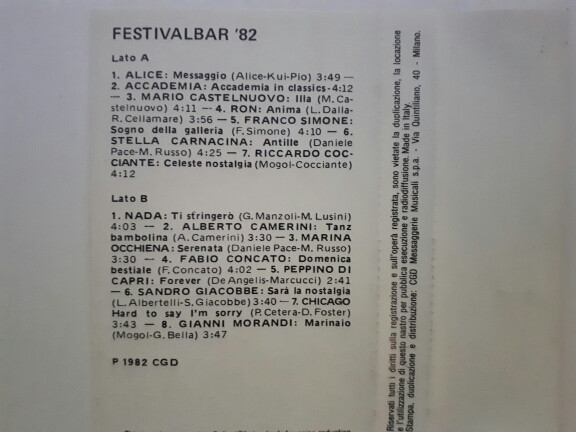 FESTIVALBAR '82
Lato A
1. ALICE: Messaggio (Alice-Kui-Pio) 3:49 —
2. ACCADEMIA: Accademia in classics-4:12
— 3. MARIO CASTELNUOVO: Illa (M. Ca-
stelnuovo) 4:11 — 4. RON: Anima (L. Dalla-
R. Cellamare) 3:56 — 5. FRANCO SIMONE:
Sogno della galleria (F. Simone) 4:10 — 6.
STELLA CARNACINA: Antille (Daniele
Pace-M. Russo) 4:25 — 7. RICCARDO COC-
CIANTE: Celeste nostalgia (Mogol-Cocciante)
4:12
Lato B
1. NADA: Ti stringerò (G. Manzoli-M. Lusini)
4:03 — 2. ALBERTO CAMERINI: Tanz
bambolina (A. Camerini) 3:30 — 3. MARINA
OCCHIENA: Serenata (Daniele Pace-M. Russo)
3:30 — 4. FABIO CONCATO: Domenica
bestiale (F. Concato) 4:02 — 5. PEPPINO DI
CAPRI: Forever (De Angelis-Marcucci) 2:41
— 6. SANDRO GIACOBBE: Sarà la nostalgia
(L. Albertelli-S. Giacobbe) 3:40 — 7. CHICAGO
Hard to say I'm sorry (P. Cetera-D. Foster)
3:43 — 8. GIANNI MORANDI: Marinaio
(Mogol-G. Bella) 3:47
P 1982 CGD
Riservati tutti i diritti sulla registrazione e sull'opera registrata, sono vietate la duplicazione, la locazione
e l'utilizzazione di questo nastro per pubblica esecuzione e radiodiffusione. Made in Italy.
Stampa, duplicazione e distribuzione: CGD Messaggerie Musicali s.p.a. - Via Quintiliano, 40 - Milano.